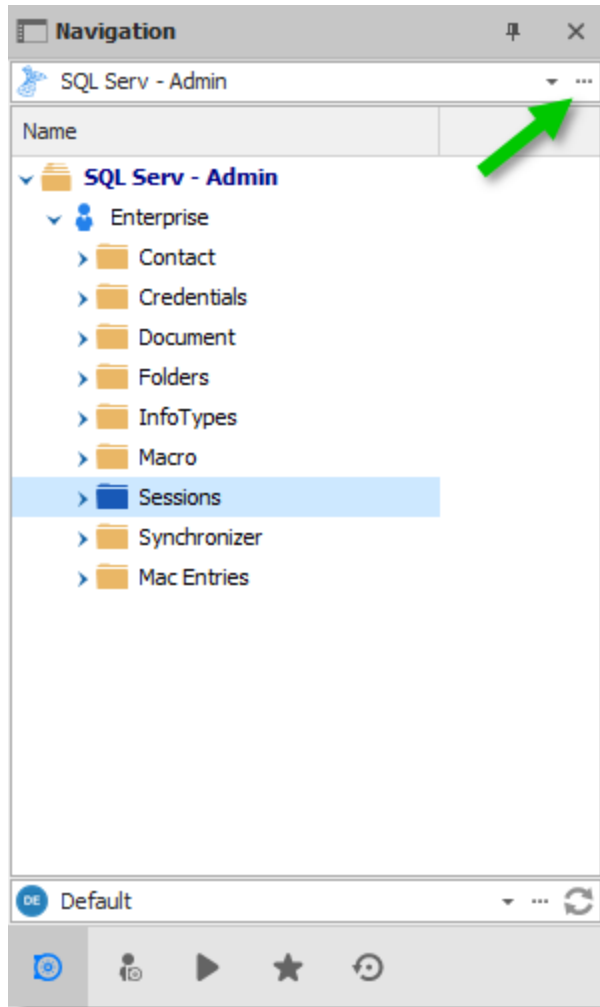 Navigation
SQL Serv - Admin
Name
SQL Serv - Admin
Enterprise
Contact
Credentials
Document
Folders
InfoTypes
Macro
Sessions
Synchronizer
Mac Entries
DE Default